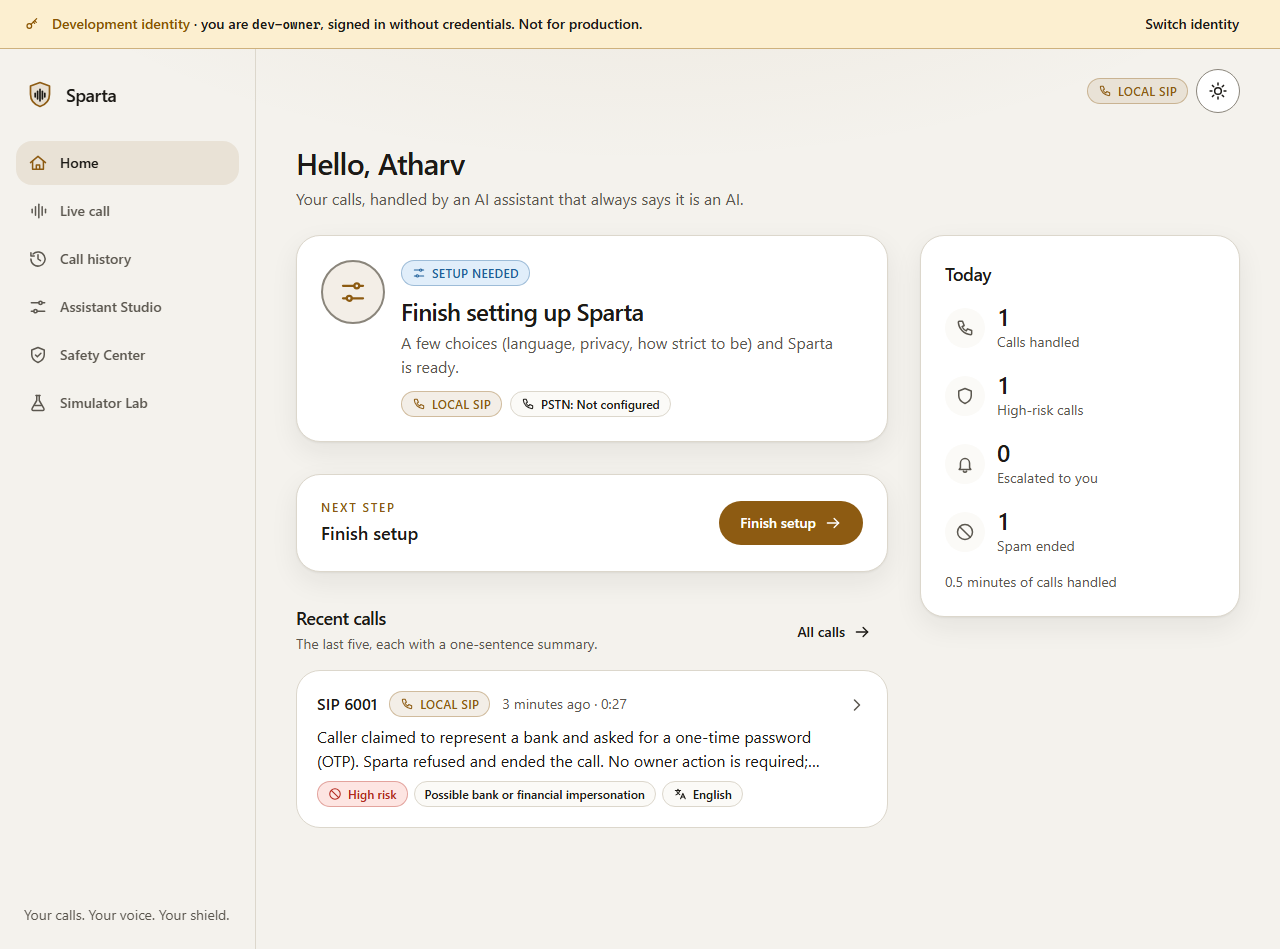 Development identity · you are dev-owner, signed in without credentials. Not for production.
Switch identity
Sparta
LOCAL SIP
Home
Live call
Call history
Assistant Studio
Safety Center
Simulator Lab
Hello, Atharv
Your calls, handled by an AI assistant that always says it is an AI.
SETUP NEEDED
Finish setting up Sparta
A few choices (language, privacy, how strict to be) and Sparta
is ready.
LOCAL SIP
PSTN: Not configured
NEXT STEP
Finish setup
Finish setup
Recent calls
The last five, each with a one-sentence summary.
All calls
SIP 6001
LOCAL SIP
3 minutes ago · 0:27
Caller claimed to represent a bank and asked for a one-time password
(OTP). Sparta refused and ended the call. No owner action is required;...
High risk
Possible bank or financial impersonation
English
Today
1
Calls handled
1
High-risk calls
0
Escalated to you
1
Spam ended
0.5 minutes of calls handled
Your calls. Your voice. Your shield.